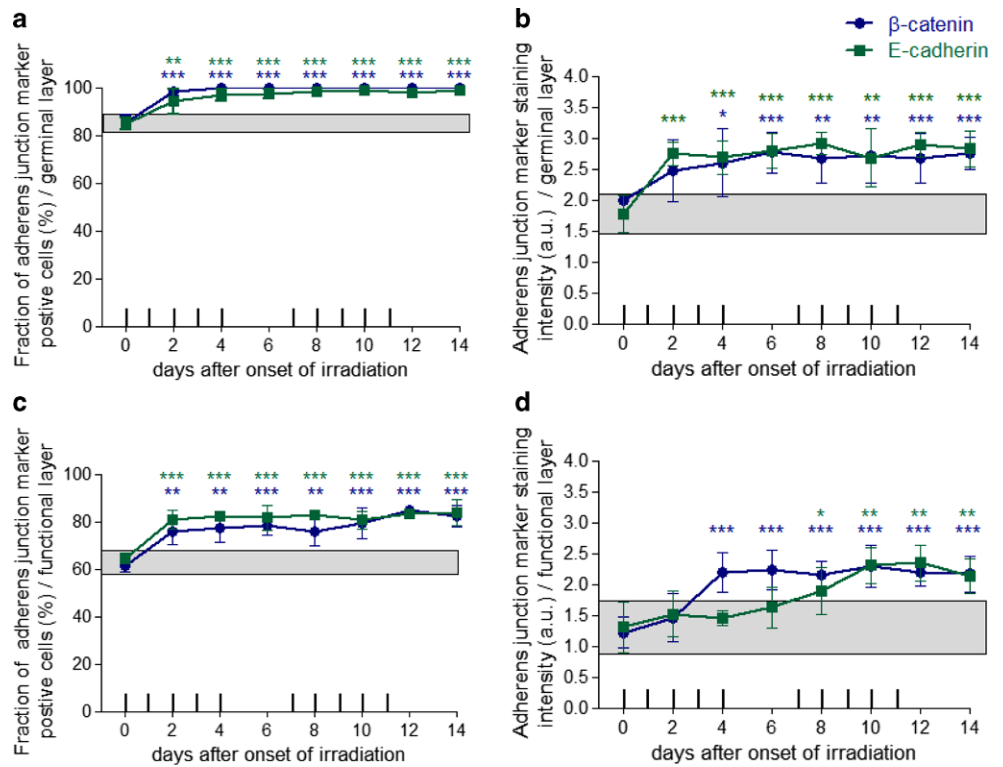 a
b
β-catenin
E-cadherin
Fraction of adherens junction marker
postive cells (%) / germinal layer
** *** *** *** *** *** ***
*** *** *** *** *** *** ***
100
80
60
40
20
0
0 2 4 6 8 10 12 14
days after onset of irradiation
Adherens junction marker staining
intensity (a.u.) / germinal layer
4.0
3.5
3.0
2.5
2.0
1.5
1.0
0.5
0.0
*** *** *** *** ** *** ***
* *** ** ** *** ***
0 2 4 6 8 10 12 14
days after onset of irradiation
c
d
Fraction of adherens junction marker
postive cells (%) / functional layer
100
80
60
40
20
0
*** *** *** *** *** *** ***
** ** *** ** *** *** ***
0 2 4 6 8 10 12 14
days after onset of irradiation
Adherens junction marker staining
intensity (a.u.) / functional layer
4.0
3.5
3.0
2.5
2.0
1.5
1.0
0.5
0.0
* ** ** **
*** *** *** *** *** ***
0 2 4 6 8 10 12 14
days after onset of irradiation